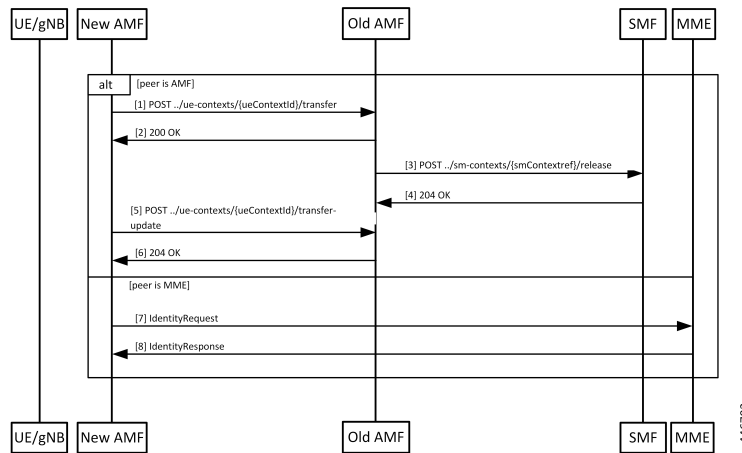 UE/gNB New AMF Old AMF SMF MME
alt [peer is AMF]
[1] POST ../ue-contexts/{ueContextId}/transfer
[2] 200 OK
[3] POST ../sm-contexts/{smContextref}/release
[4] 204 OK
[5] POST ../ue-contexts/{ueContextId}/transfer-
update
[6] 204 OK
[peer is MME]
[7] IdentityRequest
[8] IdentityResponse
UE/gNB New AMF Old AMF SMF MME